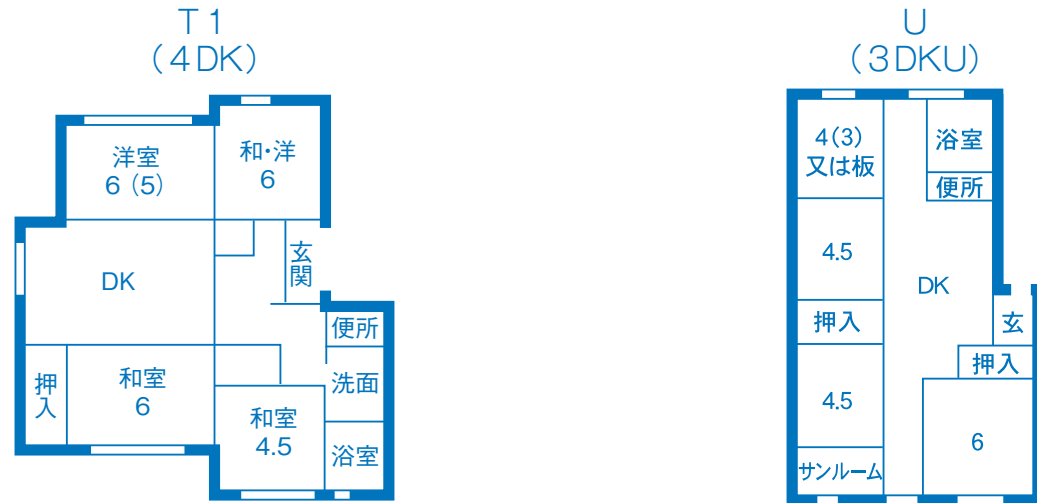 T1
(4DK)
洋室
6(5)
和・洋
6
DK
玄関
便所
押入
和室
6
洗面
和室
4.5
浴室
U
(3DKU)
4(3)
又は板
浴室
便所
4.5
DK
押入
玄
押入
4.5
6
サンルーム